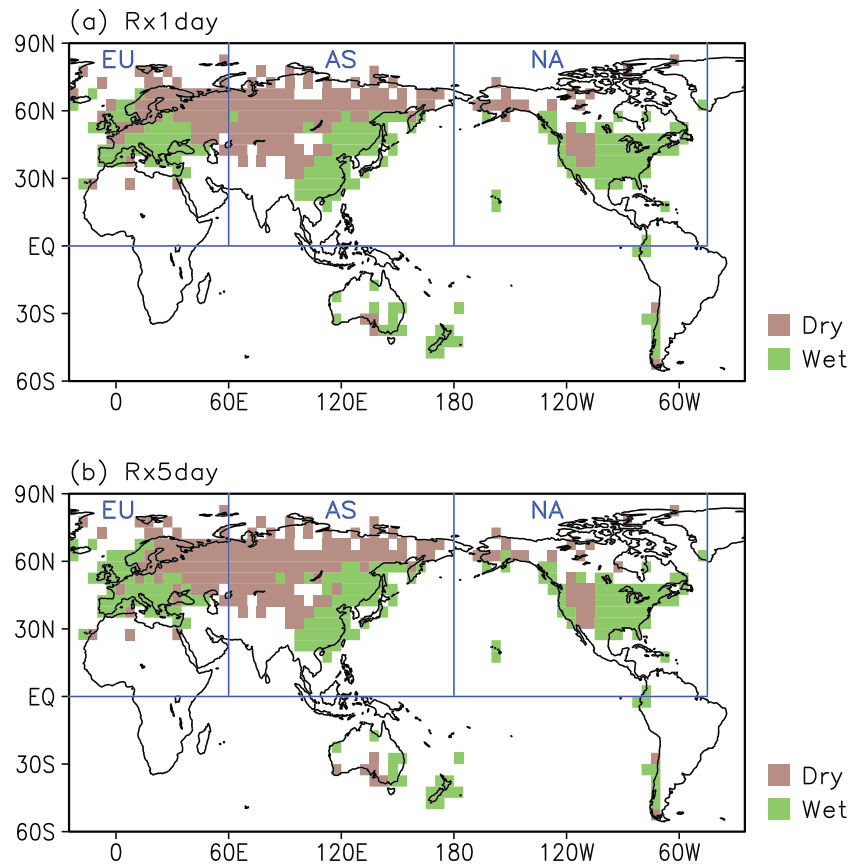 (a) Rx1day
90N
EU AS NA
60N
30N
EQ
30S
Dry
Wet
60S
0 60E 120E 180 120W 60W
(b) Rx5day
90N
EU AS NA
60N
30N
EQ
30S
Dry
Wet
60S
0 60E 120E 180 120W 60W